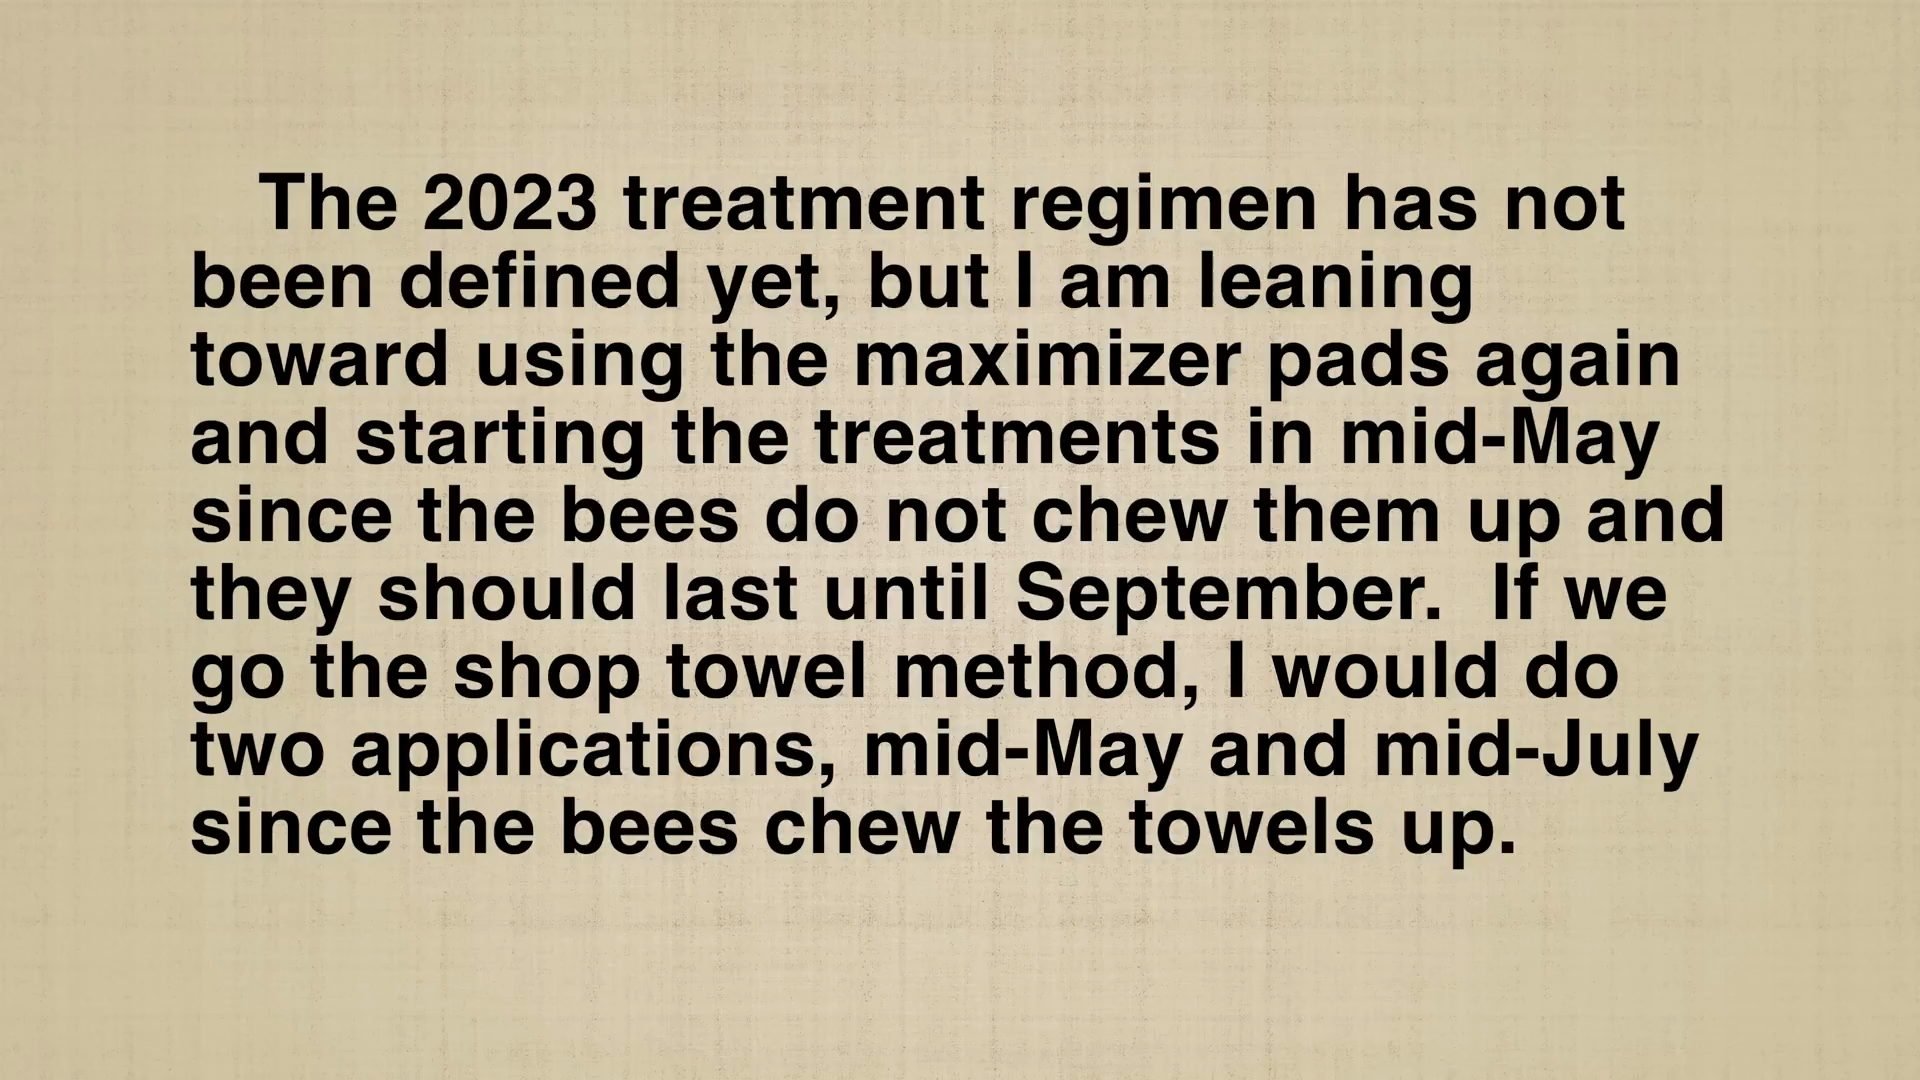 The 2023 treatment regimen has not
been defined yet, but I am leaning
toward using the maximizer pads again
and starting the treatments in mid-May
since the bees do not chew them up and
they should last until September.  If we
go the shop towel method, I would do
two applications, mid-May and mid-July
since the bees chew the towels up.